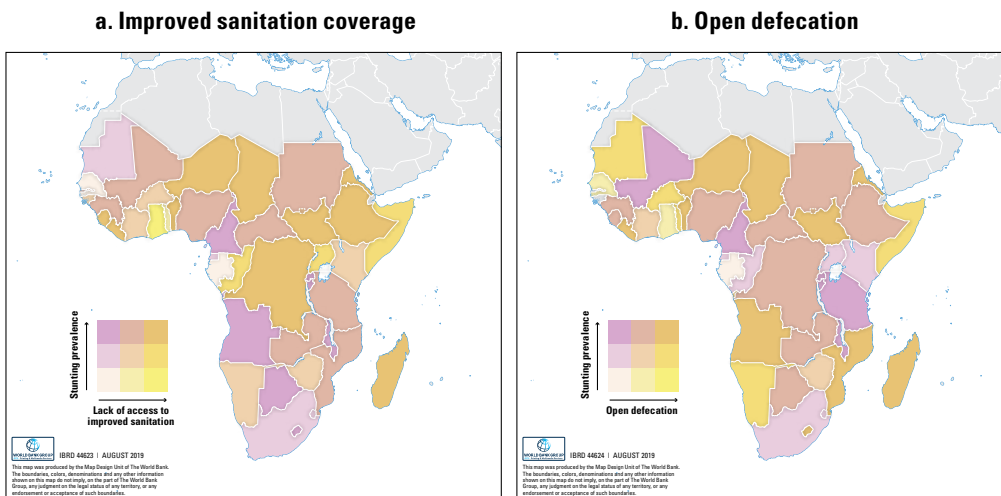 a. Improved sanitation coverage
Stunting prevalence
Lack of access to
improved sanitation
WORLD BANK GROUP
IBRD 44623 | AUGUST 2019
This map was produced by the Map Design Unit of The World Bank.
The boundaries, colors, denominations and any other information
shown on this map do not imply, on the part of The World Bank
Group, any judgment on the legal status of any territory, or any
endorsement or acceptance of such boundaries.
b. Open defecation
Stunting prevalence
Open defecation
WORLD BANK GROUP
IBRD 44624 | AUGUST 2019
This map was produced by the Map Design Unit of The World Bank.
The boundaries, colors, denominations and any other information
shown on this map do not imply, on the part of The World Bank
Group, any judgment on the legal status of any territory, or any
endorsement or acceptance of such boundaries.